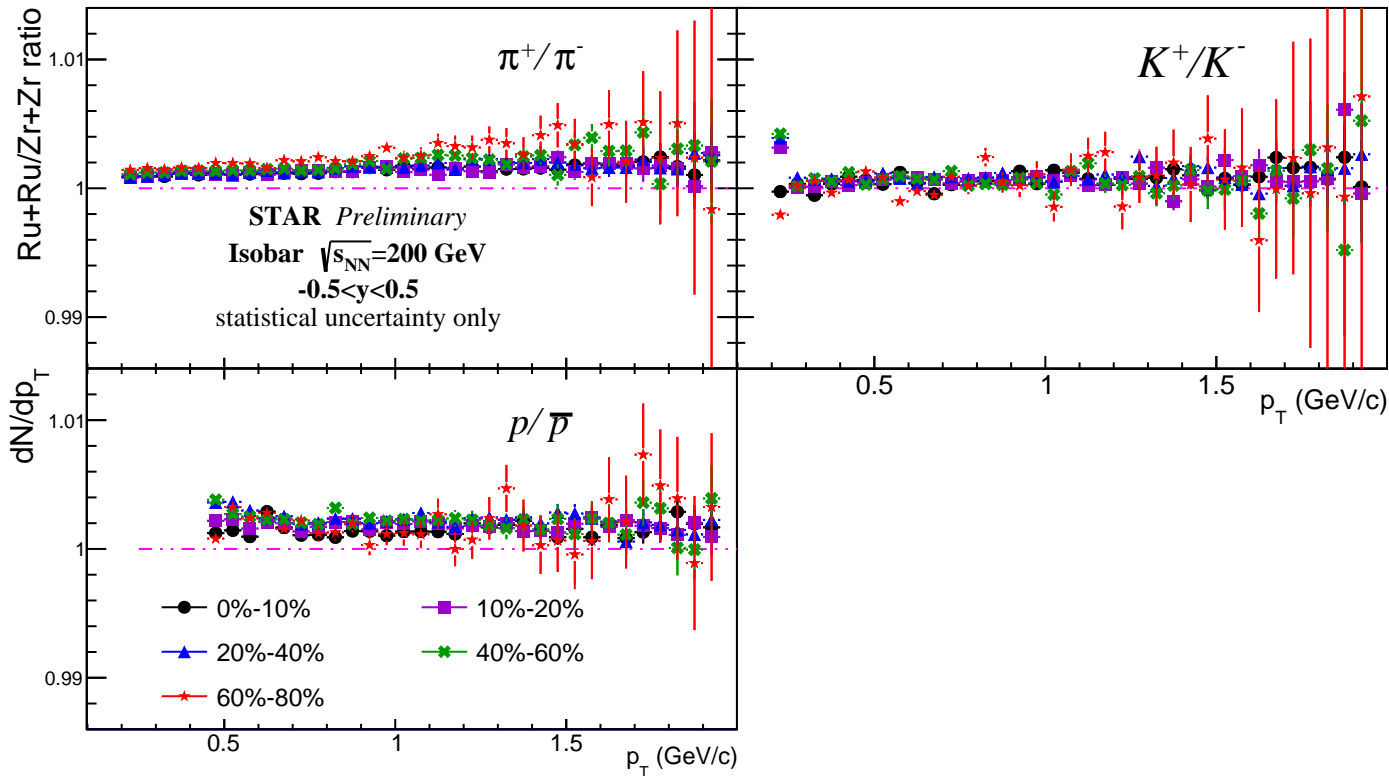 Ru+Ru/Zr+Zr ratio
dN/dp_T
1.01
1
0.99
π⁺/π⁻
STAR Preliminary
Isobar √s_NN=200 GeV
-0.5<y<0.5
statistical uncertainty only
K⁺/K⁻
0.5
1
1.5
p_T (GeV/c)
1.01
1
0.99
p/p̅
0%-10%
10%-20%
20%-40%
40%-60%
60%-80%
0.5
1
1.5
p_T (GeV/c)